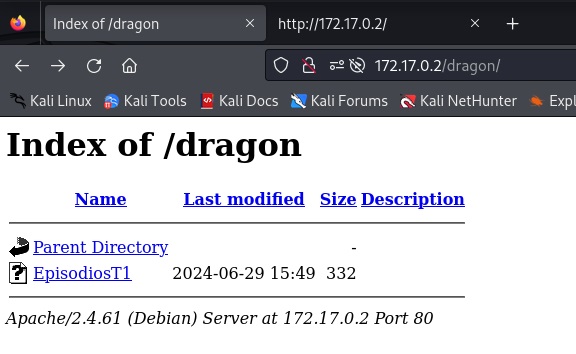 Index of /dragon
http://172.17.0.2/
172.17.0.2/dragon/
Kali Linux Kali Tools Kali Docs Kali Forums Kali NetHunter Expl
Index of /dragon
Name Last modified Size Description
Parent Directory -
EpisodiosT1 2024-06-29 15:49 332
Apache/2.4.61 (Debian) Server at 172.17.0.2 Port 80